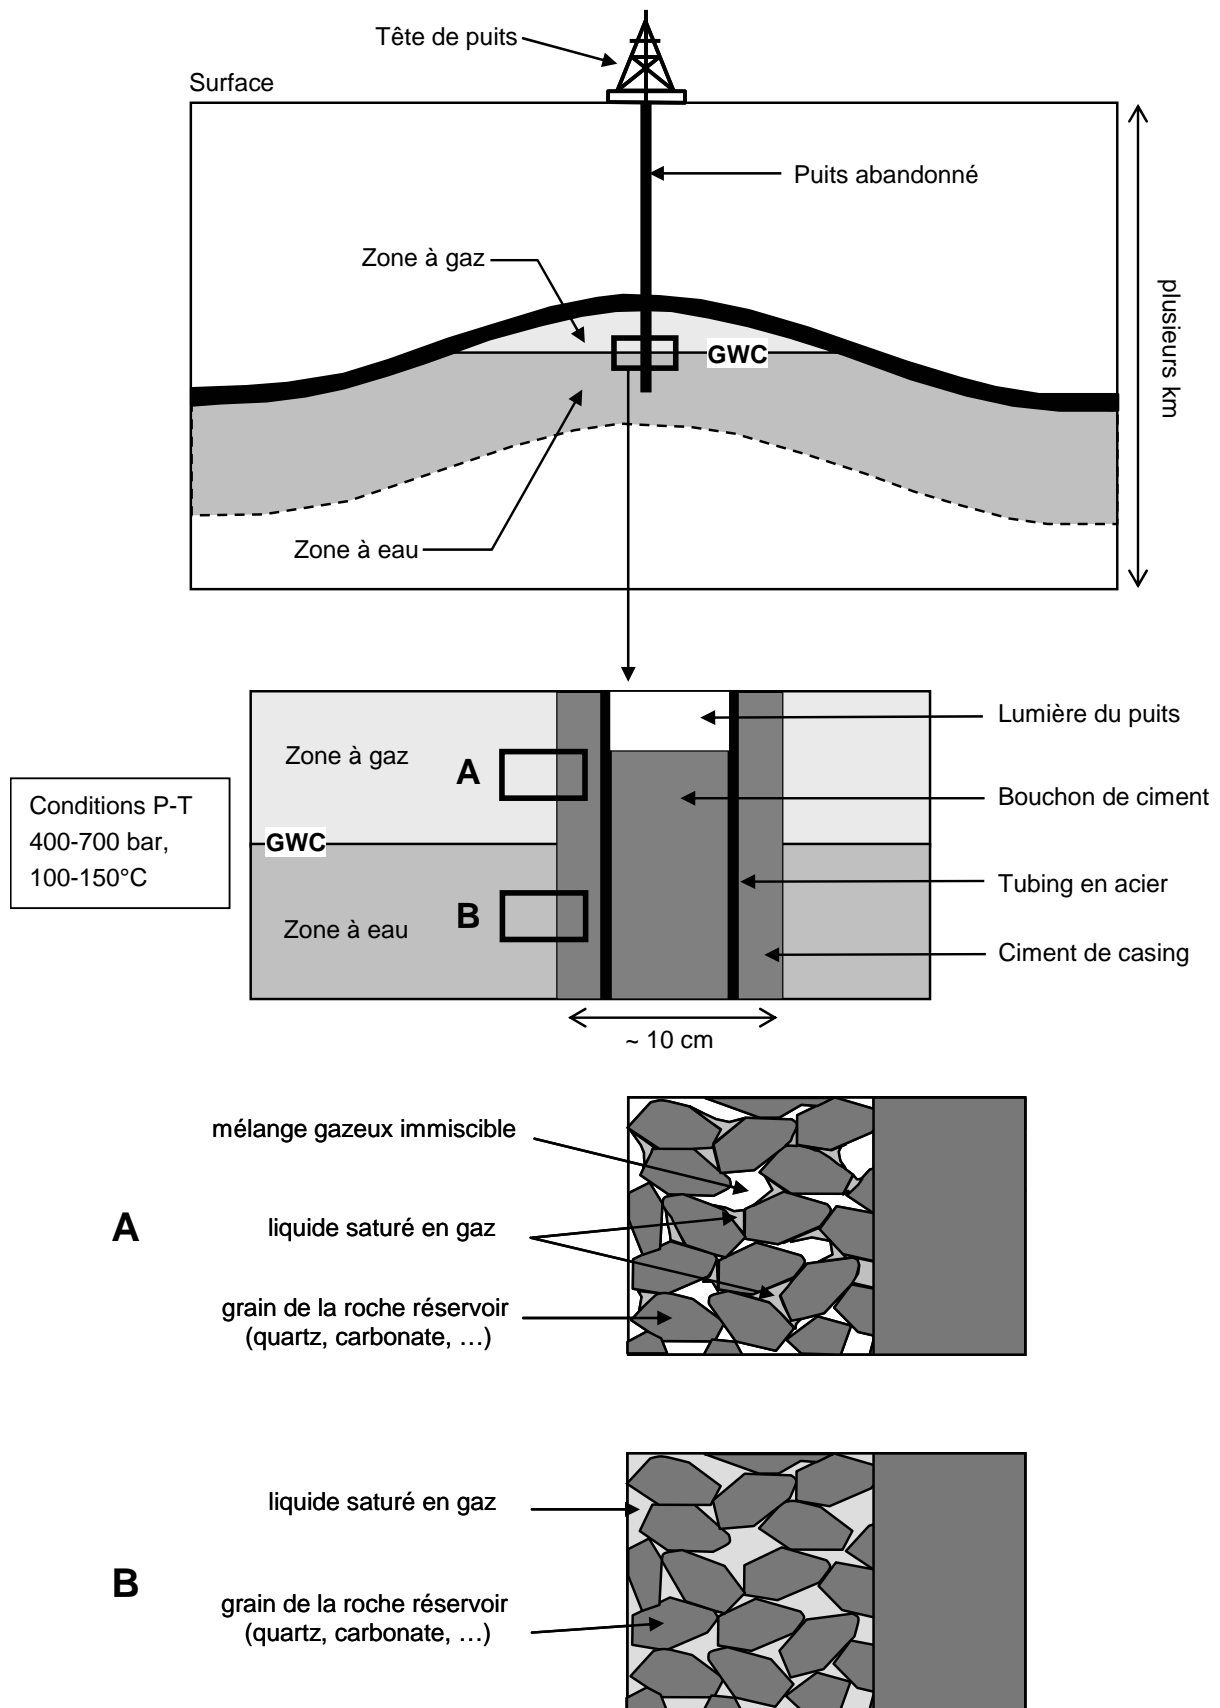 Tête de puits
Surface
Puits abandonné
Zone à gaz
GWC
plusieurs km
Zone à eau
Lumière du puits
Zone à gaz
A
Bouchon de ciment
Conditions P-T
400-700 bar,
100-150°C
GWC
Tubing en acier
B
Zone à eau
Ciment de casing
~ 10 cm
mélange gazeux immiscible
A
liquide saturé en gaz
grain de la roche réservoir
(quartz, carbonate, …)
liquide saturé en gaz
B
grain de la roche réservoir
(quartz, carbonate, …)